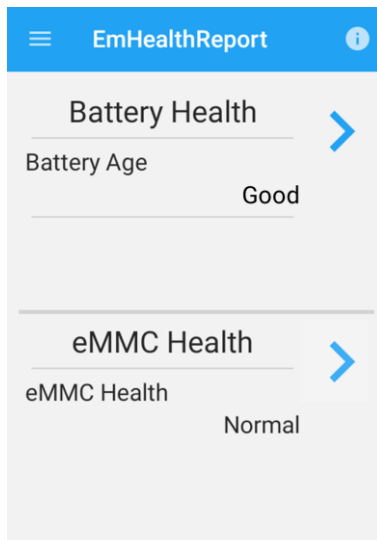 EmHealthReport
Battery Health
Battery Age
Good
eMMC Health
eMMC Health
Normal